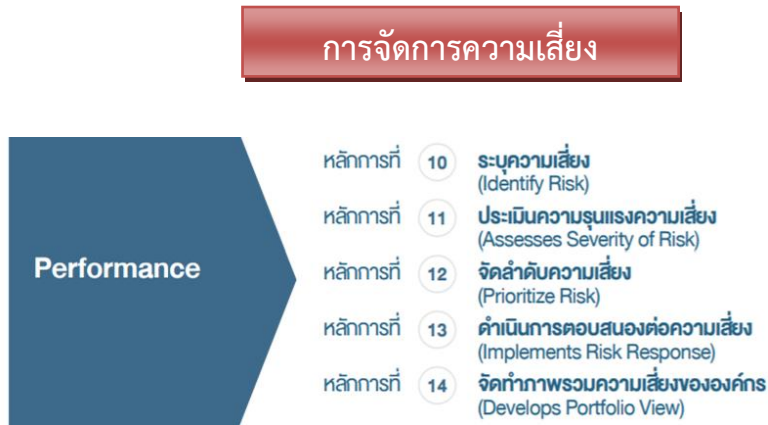 การจัดการความเสี่ยง
Performance
หลักการที่ 10 ระบุความเสี่ยง
(Identify Risk)
หลักการที่ 11 ประเมินความรุนแรงความเสี่ยง
(Assesses Severity of Risk)
หลักการที่ 12 จัดลำดับความเสี่ยง
(Prioritize Risk)
หลักการที่ 13 ดำเนินการตอบสนองต่อความเสี่ยง
(Implements Risk Response)
หลักการที่ 14 จัดทำภาพรวมความเสี่ยงขององค์กร
(Develops Portfolio View)